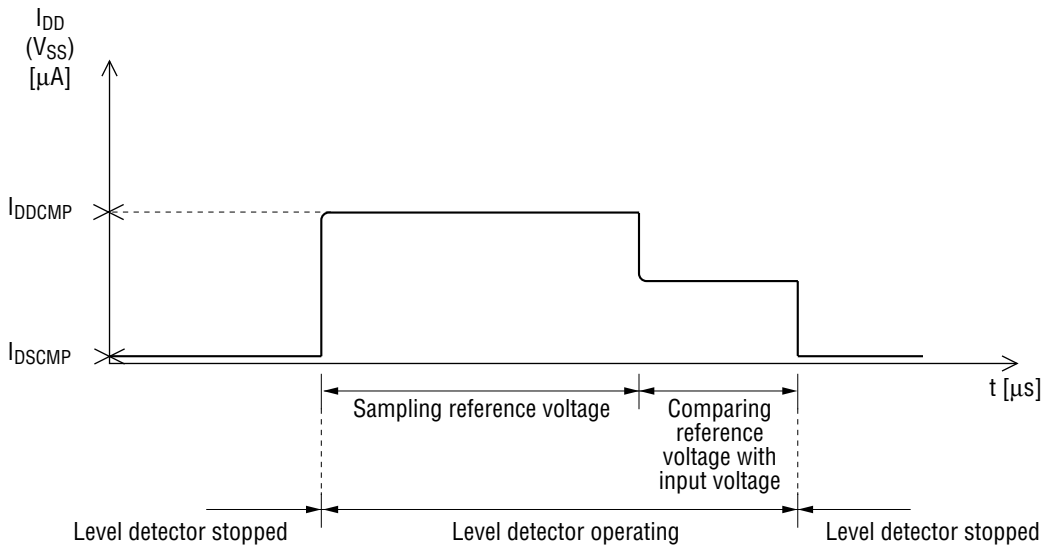 IDD
(VSS)
[μA]
IDDCMP
IDSCMP
t [μs]
Sampling reference voltage
Comparing
reference
voltage with
input voltage
Level detector stopped
Level detector operating
Level detector stopped